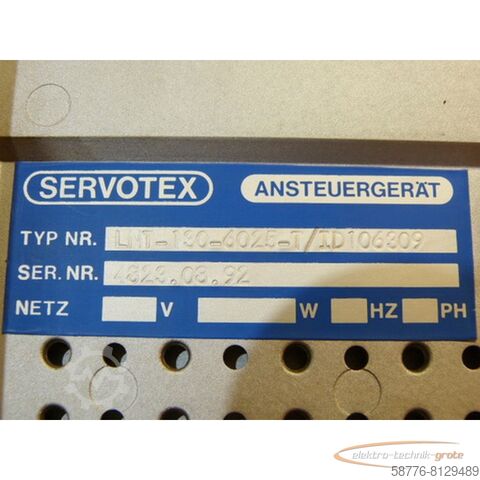 SERVOTEX ANSTEUERGERÄT
TYP NR. LMT-130-6025-T/ID106309
SER. NR. 4823.08.92
NETZ V W HZ PH
elektro-technik-grote
58776-8129489